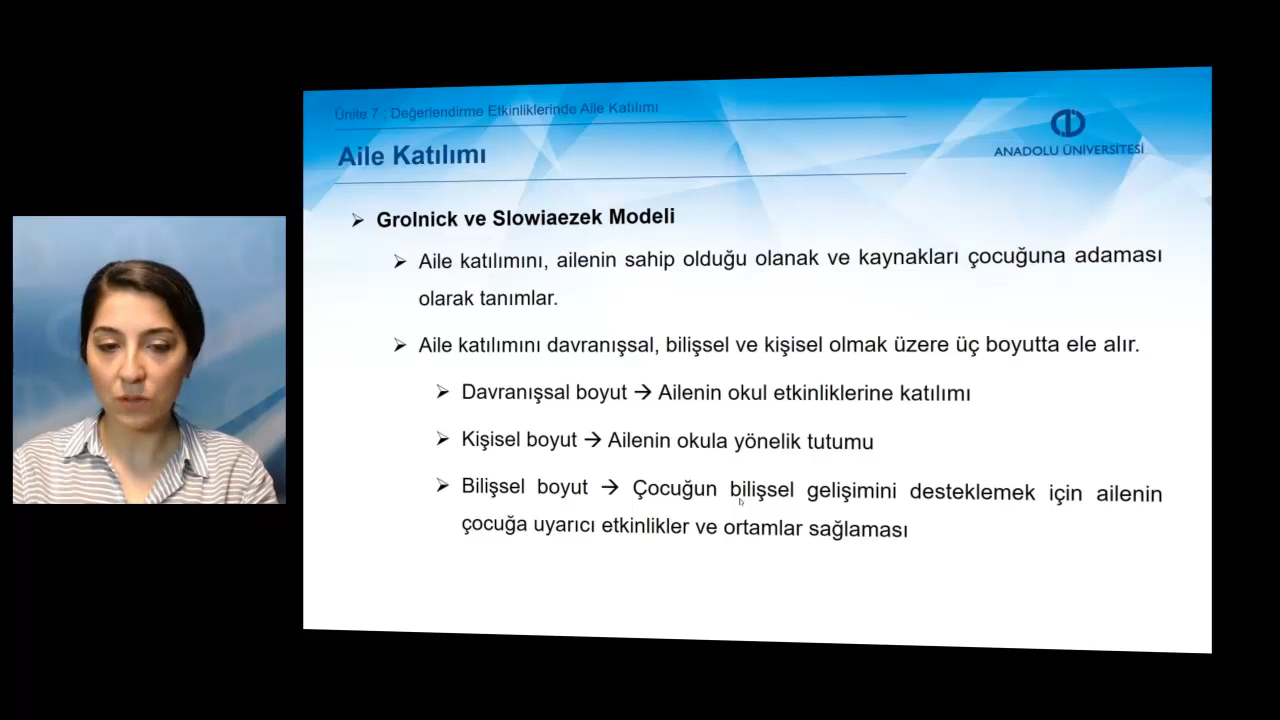 Ünite 7 : Değerlendirme Etkinliklerinde Aile Katılımı
Aile Katılımı
ANADOLU ÜNİVERSİTESİ
Grolnick ve Slowiaezek Modeli
Aile katılımını, ailenin sahip olduğu olanak ve kaynakları çocuğuna adaması
olarak tanımlar.
Aile katılımını davranışsal, bilişsel ve kişisel olmak üzere üç boyutta ele alır.
Davranışsal boyut → Ailenin okul etkinliklerine katılımı
Kişisel boyut → Ailenin okula yönelik tutumu
Bilişsel boyut → Çocuğun bilişsel gelişimini desteklemek için ailenin
çocuğa uyarıcı etkinlikler ve ortamlar sağlaması